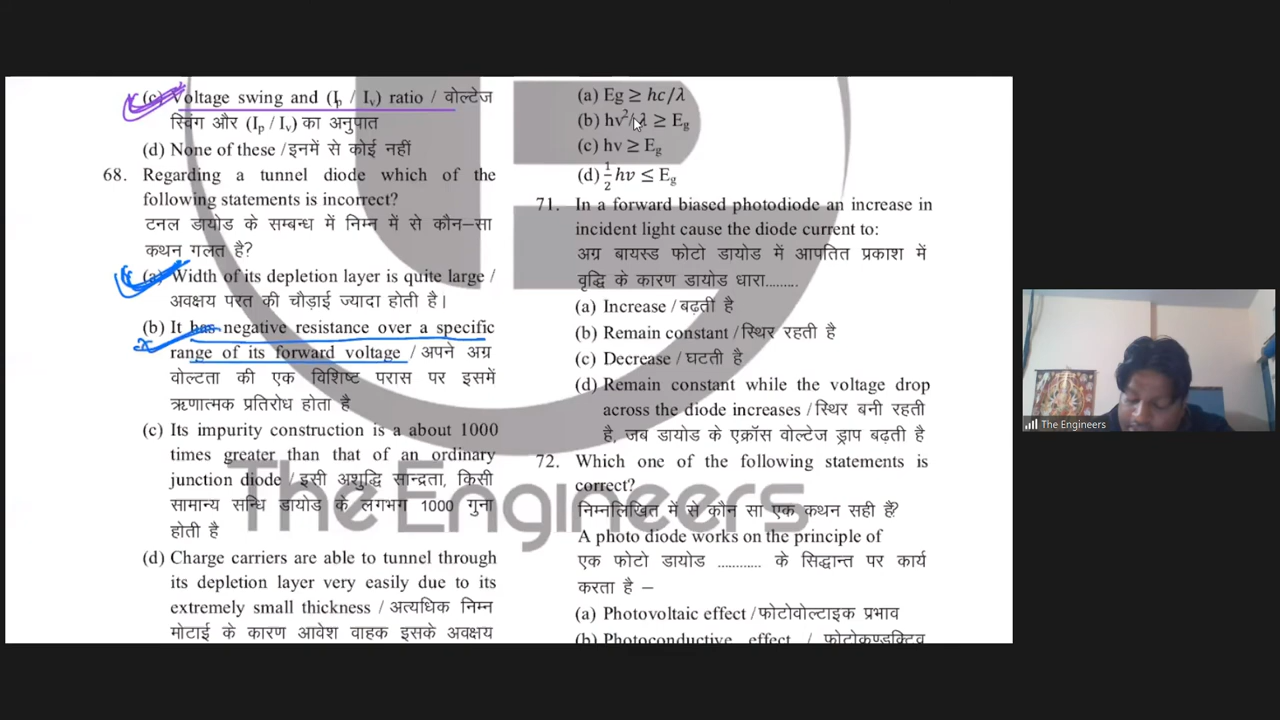 (c) Voltage swing and (Ip / Iv) ratio / वोल्टेज
स्विंग और (Ip / Iv) का अनुपात
(d) None of these / इनमें से कोई नहीं
68. Regarding a tunnel diode which of the
following statements is incorrect?
टनल डायोड के सम्बन्ध में निम्न में से कौन–सा
कथन गलत है?
(a) Width of its depletion layer is quite large /
अवक्षय परत की चौड़ाई ज्यादा होती है।
(b) It has negative resistance over a specific
range of its forward voltage / अपने अग्र
वोल्टता की एक विशिष्ट परास पर इसमें
ऋणात्मक प्रतिरोध होता है
(c) Its impurity construction is a about 1000
times greater than that of an ordinary
junction diode / इसी अशुद्धि सान्द्रता, किसी
सामान्य सन्धि डायोड के लगभग 1000 गुना
होती है
(d) Charge carriers are able to tunnel through
its depletion layer very easily due to its
extremely small thickness / अत्यधिक निम्न
मोटाई के कारण आवेश वाहक इसके अवक्षय
(a) Eg ≥ hc/λ
(b) hv²/λ ≥ Eg
(c) hv ≥ Eg
(d) 1/2 hv ≤ Eg
71. In a forward biased photodiode an increase in
incident light cause the diode current to:
अग्र बायस्ड फोटो डायोड में आपतित प्रकाश में
वृद्धि के कारण डायोड धारा.........
(a) Increase / बढ़ती है
(b) Remain constant / स्थिर रहती है
(c) Decrease / घटती है
(d) Remain constant while the voltage drop
across the diode increases / स्थिर बनी रहती
है, जब डायोड के एक्रॉस वोल्टेज ड्राप बढ़ती है
72. Which one of the following statements is
correct?
निम्नलिखित में से कौन सा एक कथन सही हैं?
A photo diode works on the principle of
एक फोटो डायोड ............ के सिद्धान्त पर कार्य
करता है –
(a) Photovoltaic effect / फोटोवोल्टाइक प्रभाव
(b) Photoconductive effect / फोटोकण्डक्टिव
The Engineers
The Engineers